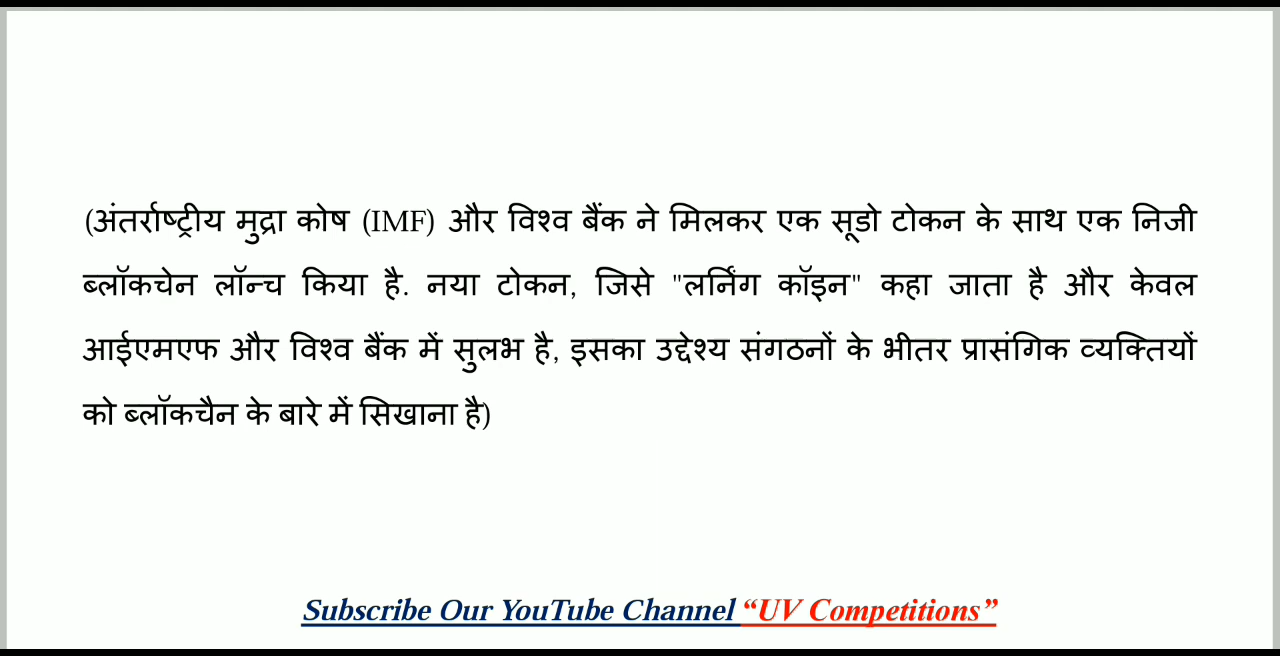 (अंतर्राष्ट्रीय मुद्रा कोष (IMF) और विश्व बैंक ने मिलकर एक सूडो टोकन के साथ एक निजी
ब्लॉकचेन लॉन्च किया है. नया टोकन, जिसे "लर्निंग कॉइन" कहा जाता है और केवल
आईएमएफ और विश्व बैंक में सुलभ है, इसका उद्देश्य संगठनों के भीतर प्रासंगिक व्यक्तियों
को ब्लॉकचैन के बारे में सिखाना है)
Subscribe Our YouTube Channel “UV Competitions”